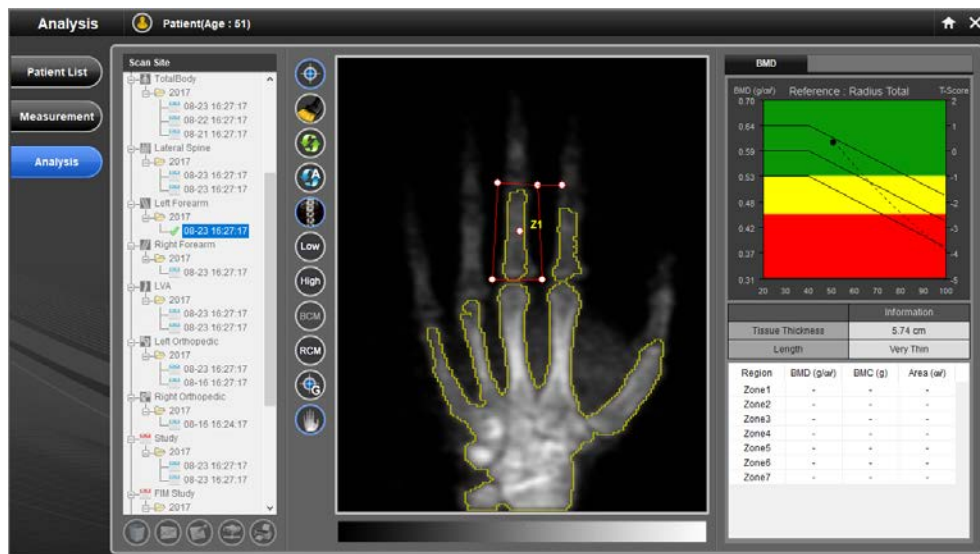 Analysis
Patient(Age : 51)
Patient List
Measurement
Analysis
Scan Site
TotalBody
2017
08-23 16:27:17
08-22 16:27:17
08-21 16:27:17
Lateral Spine
2017
08-23 16:27:17
08-23 16:27:17
Left Forearm
2017
08-23 16:27:17
Right Forearm
2017
08-23 16:27:17
LVA
2017
08-23 16:27:17
08-23 16:27:17
Left Orthopedic
2017
08-23 16:27:17
08-16 16:27:17
Right Orthopedic
2017
08-16 16:24:17
Study
2017
08-23 16:27:17
08-23 16:27:17
FIM Study
2017
A
Low
High
BCM
RCM
G
Z1
BMD
BMD (g/㎠) Reference : Radius Total T-Score
0.70 2
0.64 1
0.59 0
0.53 -1
0.48 -2
0.42 -3
0.37 -4
0.31 -5
20 30 40 50 60 70 80 90 100
Information
Tissue Thickness 5.74 cm
Length Very Thin
Region BMD (g/㎠) BMC (g) Area (㎠)
Zone1 - - -
Zone2 - - -
Zone3 - - -
Zone4 - - -
Zone5 - - -
Zone6 - - -
Zone7 - - -